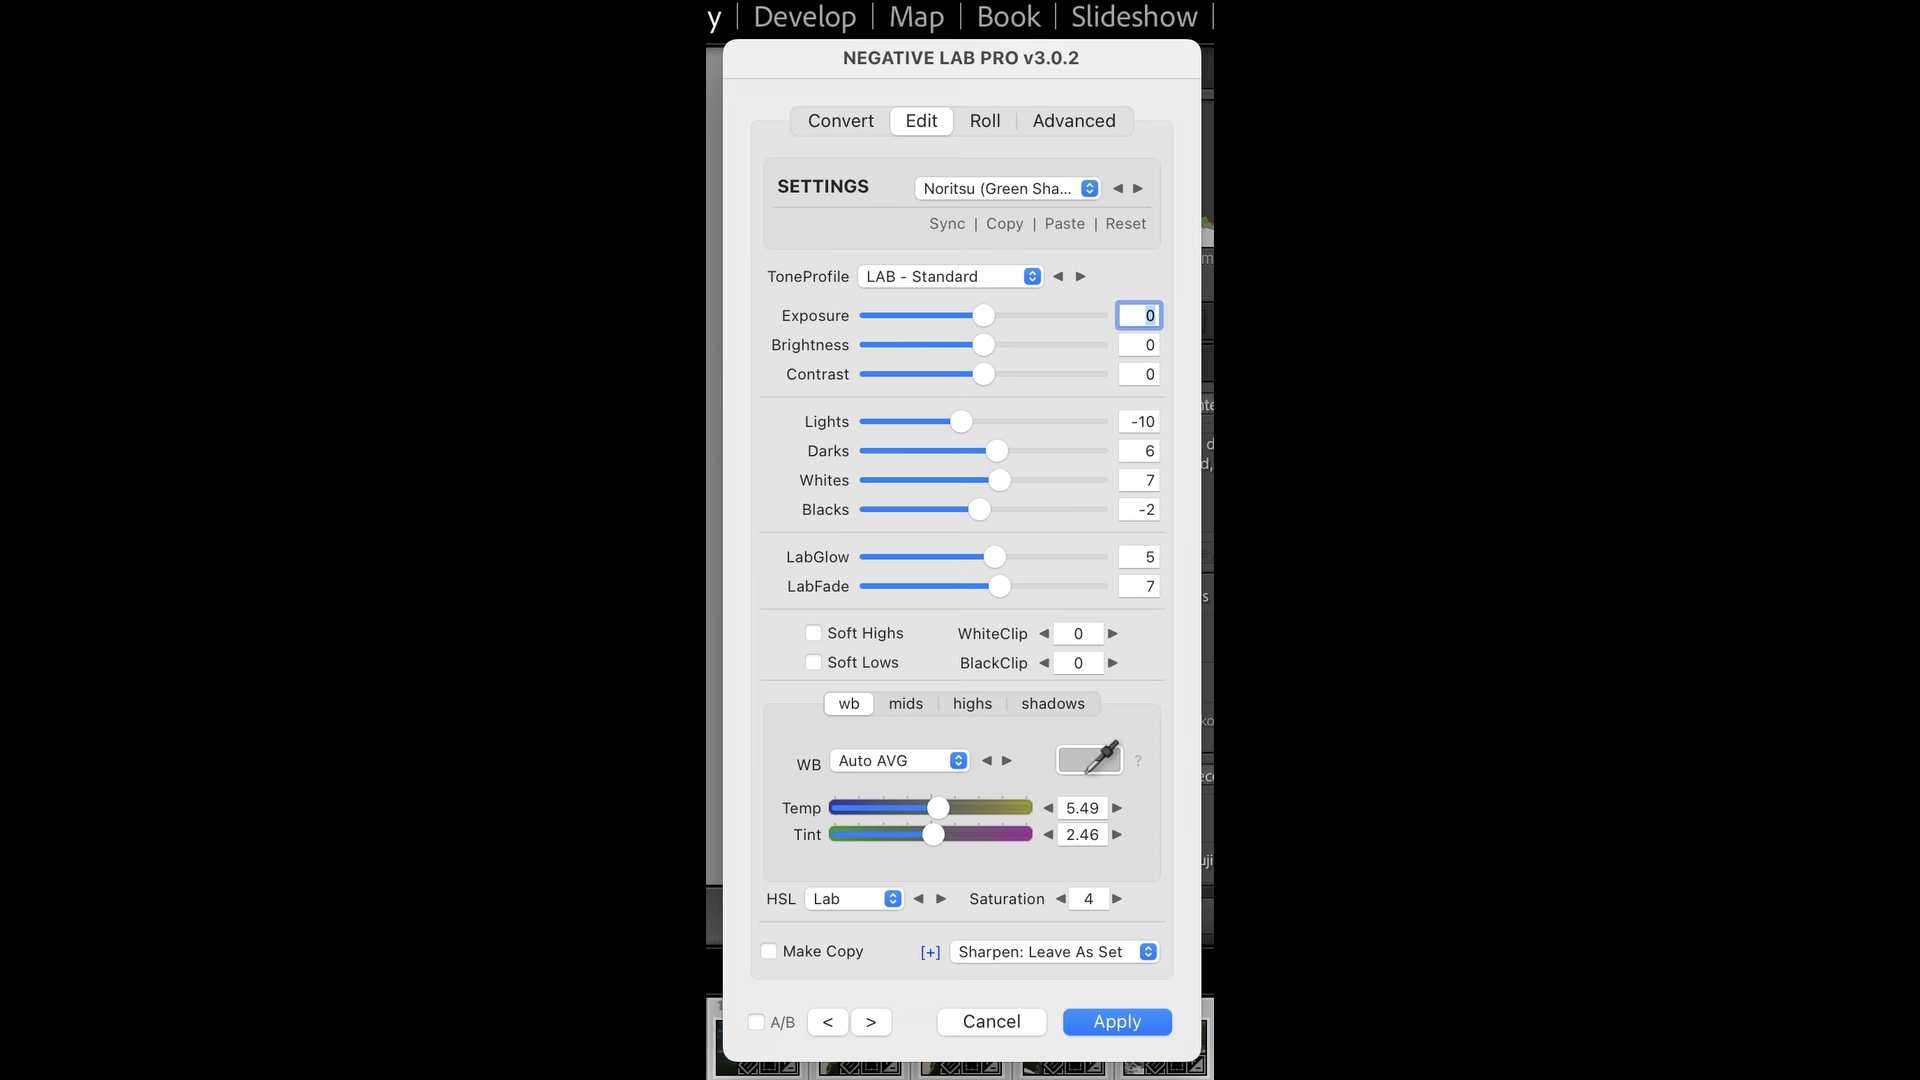 y | Develop | Map | Book | Slideshow |
NEGATIVE LAB PRO v3.0.2
Convert Edit Roll | Advanced
SETTINGS Noritsu (Green Sha...
Sync | Copy | Paste | Reset
ToneProfile LAB - Standard
Exposure 0
Brightness 0
Contrast 0
Lights -10
Darks 6
Whites 7
Blacks -2
LabGlow 5
LabFade 7
Soft Highs WhiteClip 0
Soft Lows BlackClip 0
wb mids | highs | shadows
WB Auto AVG ?
Temp 5.49
Tint 2.46
HSL Lab Saturation 4
Make Copy [+] Sharpen: Leave As Set
A/B < > Cancel Apply